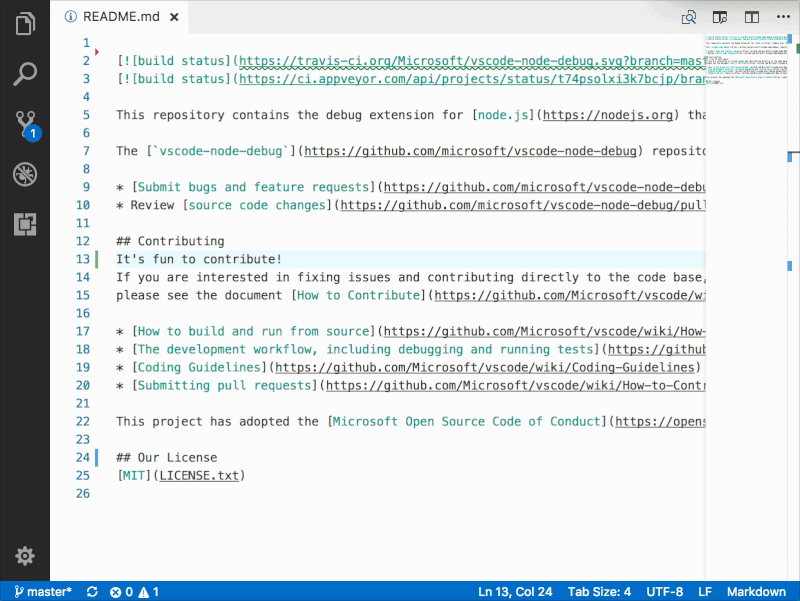 README.md
1
2 [![build status](https://travis-ci.org/Microsoft/vscode-node-debug.svg?branch=mas
3 [![build status](https://ci.appveyor.com/api/projects/status/t74psolxi3k7bcjp/bra
4
5 This repository contains the debug extension for [node.js](https://nodejs.org) tha
6
7 The [`vscode-node-debug`](https://github.com/microsoft/vscode-node-debug) reposito
8
9 * [Submit bugs and feature requests](https://github.com/microsoft/vscode-node-debu
10 * Review [source code changes](https://github.com/microsoft/vscode-node-debug/pull
11
12 ## Contributing
13 It's fun to contribute!
14 If you are interested in fixing issues and contributing directly to the code base,
15 please see the document [How to Contribute](https://github.com/Microsoft/vscode/wi
16
17 * [How to build and run from source](https://github.com/Microsoft/vscode/wiki/How-
18 * [The development workflow, including debugging and running tests](https://github
19 * [Coding Guidelines](https://github.com/Microsoft/vscode/wiki/Coding-Guidelines)
20 * [Submitting pull requests](https://github.com/Microsoft/vscode/wiki/How-to-Contr
21
22 This project has adopted the [Microsoft Open Source Code of Conduct](https://opens
23
24 ## Our License
25 [MIT](LICENSE.txt)
26
1
master* 0 1 Ln 13, Col 24 Tab Size: 4 UTF-8 LF Markdown